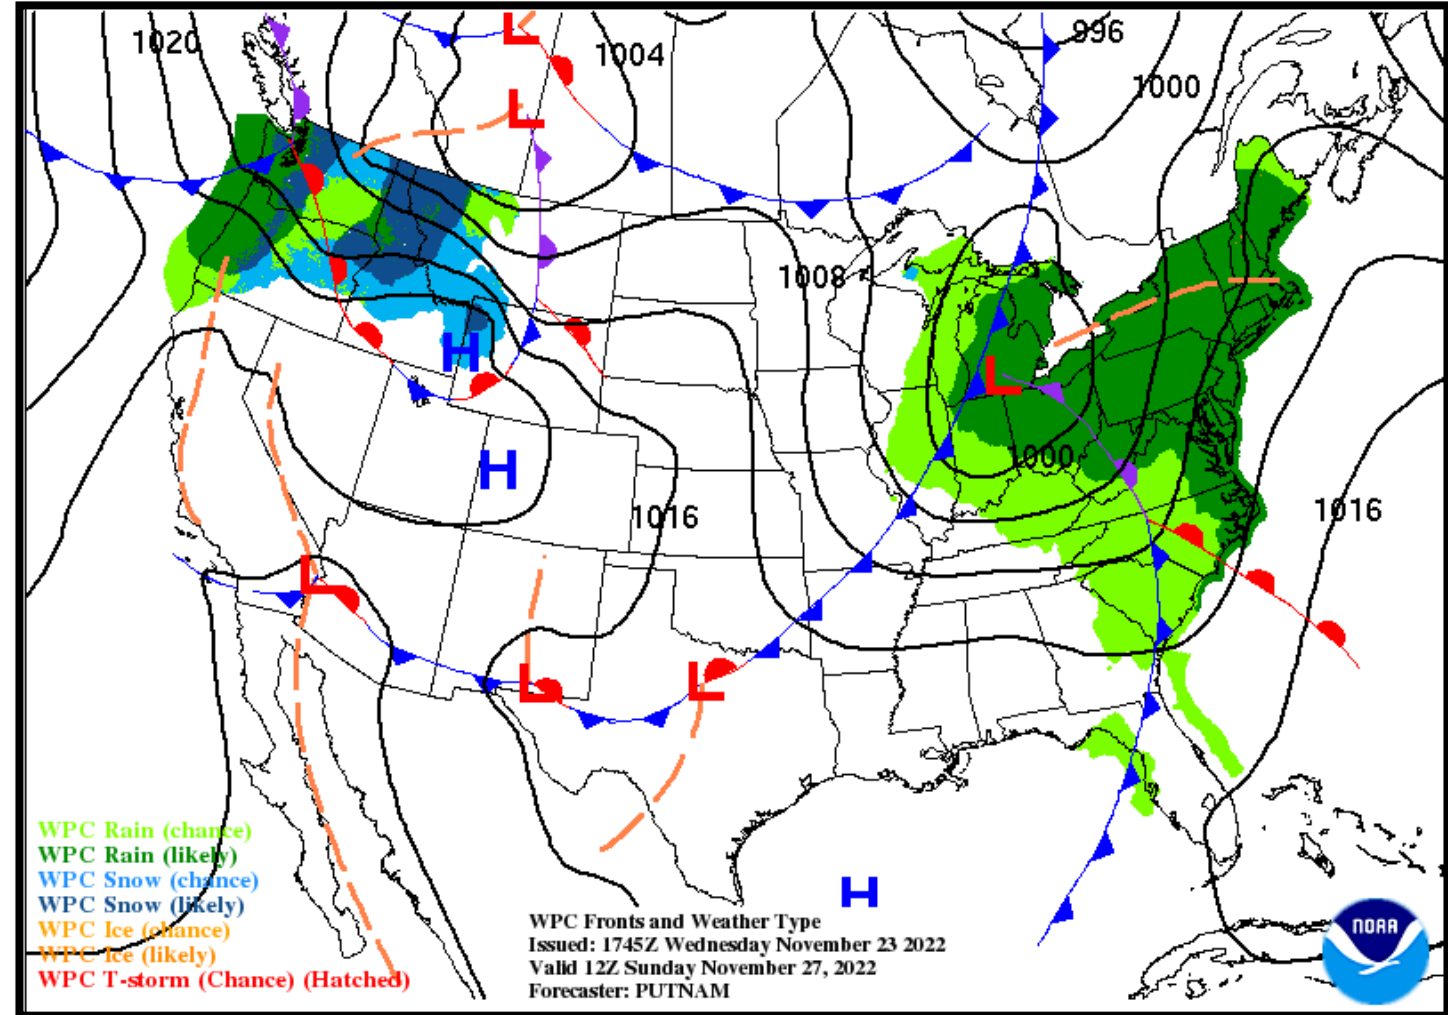 1020
1004
996
1000
L
L
1008
H
L
H
1000
1016
1016
L
L
L
WPC Rain (chance)
WPC Rain (likely)
WPC Snow (chance)
WPC Snow (likely)
WPC Ice (chance)
WPC Ice (likely)
WPC T-storm (Chance) (Hatched)
H
WPC Fronts and Weather Type
Issued: 1745Z Wednesday November 23 2022
Valid 12Z Sunday November 27, 2022
Forecaster: PUTNAM
NOAA